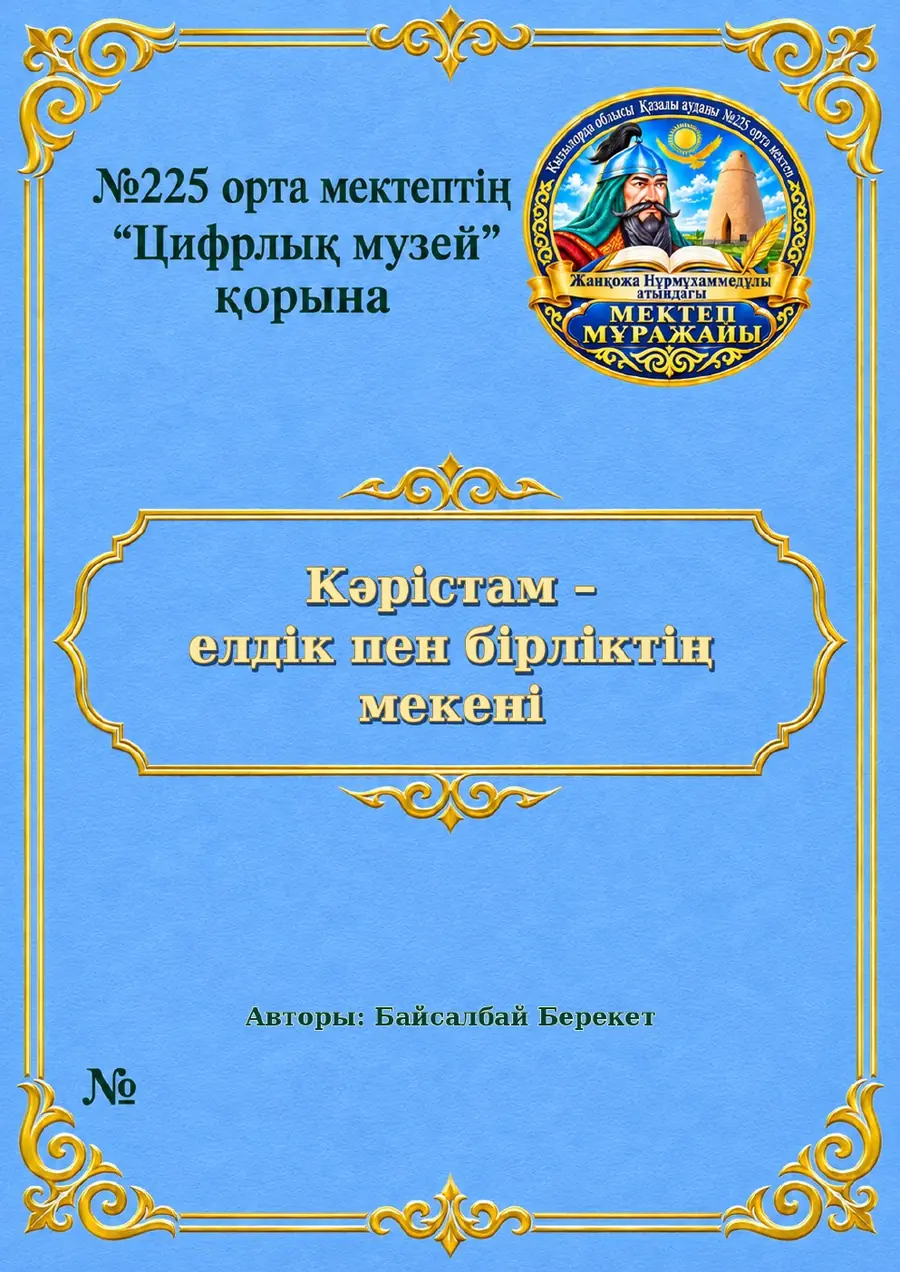 №225 орта мектептің
“Цифрлық музей”
қорына
Қызылорда облысы Қазалы ауданы №225 орта мектеп
Жанқожа Нұрмұхаммедұлы
атындағы
МЕКТЕП
МҰРАЖАЙЫ
Кәрістам –
елдік пен бірліктің
мекені
Авторы: Байсалбай Берекет
№